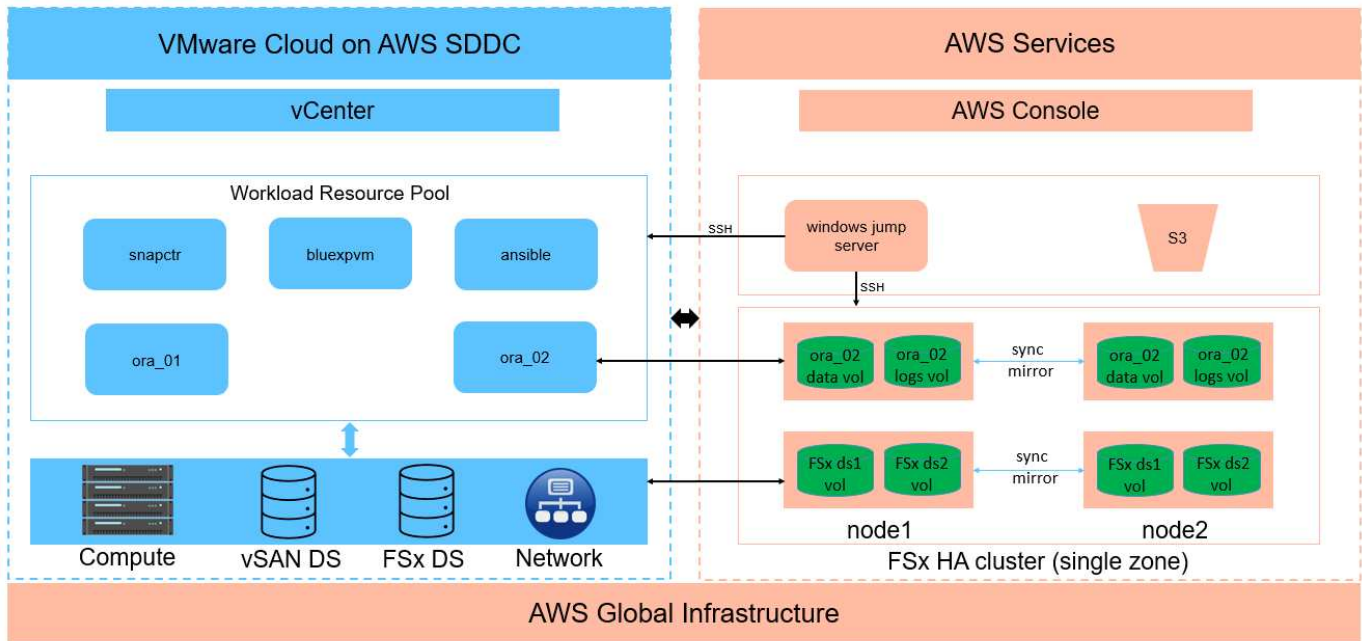 VMware Cloud on AWS SDDC
vCenter
Workload Resource Pool
snapctr
bluexpvm
ansible
ora_01
ora_02
Compute
vSAN DS
FSx DS
Network
AWS Services
AWS Console
SSH
windows jump
server
S3
SSH
ora_02
data vol
ora_02
logs vol
sync
mirror
ora_02
data vol
ora_02
logs vol
FSx ds1
vol
FSx ds2
vol
sync
mirror
FSx ds1
vol
FSx ds2
vol
node1
node2
FSx HA cluster (single zone)
AWS Global Infrastructure